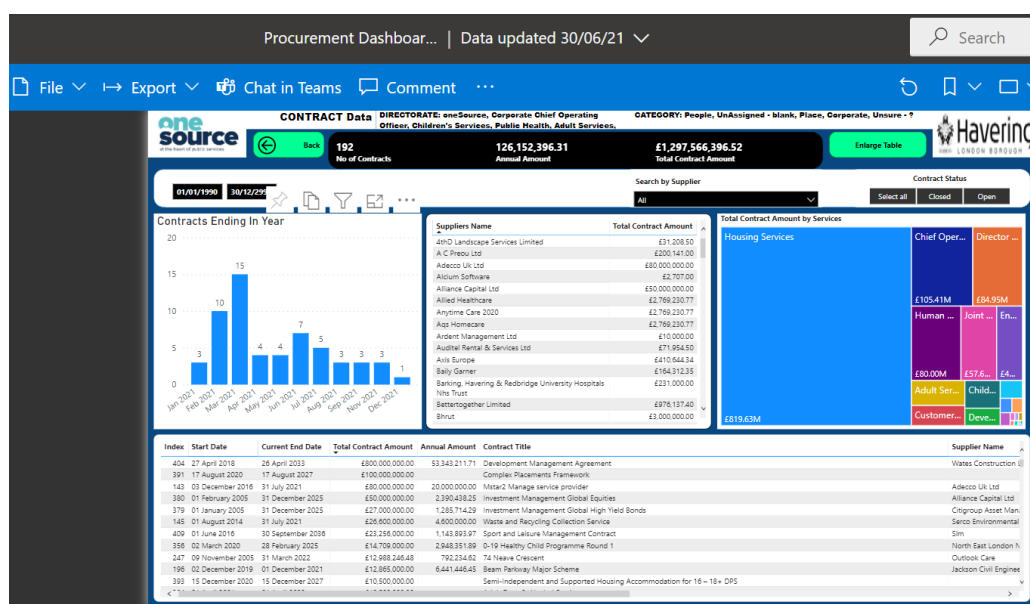 Procurement Dashboar... | Data updated 30/06/21
Search
File
Export
Chat in Teams
Comment
...
one
source
at the heart of public services
CONTRACT Data
DIRECTORATE: oneSource, Corporate Chief Operating
Officer, Children's Services, Public Health, Adult Services,
CATEGORY: People, UnAssigned - blank, Place, Corporate, Unsure - ?
Back
192
No of Contracts
126,152,396.31
Annual Amount
£1,297,566,396.52
Total Contract Amount
Enlarge Table
Havering
LONDON BOROUGH
01/01/1990
30/12/299
Search by Supplier
All
Contract Status
Select all
Closed
Open
Contracts Ending In Year
20
15
10
5
0
3
10
15
4
4
7
5
3
3
3
1
Jan 2021
Feb 2021
Mar 2021
Apr 2021
May 2021
Jun 2021
Jul 2021
Aug 2021
Sep 2021
Nov 2021
Dec 2021
Suppliers Name Total Contract Amount
4thD Landscape Services Limited £31,208.50
A C Preou Ltd £200,141.00
Adecco Uk Ltd £80,000,000.00
Alcium Software £2,707.00
Alliance Capital Ltd £50,000,000.00
Allied Healthcare £2,769,230.77
Anytime Care 2020 £2,769,230.77
Aqs Homecare £2,769,230.77
Ardent Management Ltd £10,000.00
Auditel Rental & Services Ltd £71,954.50
Axis Europe £410,644.34
Baily Garner £164,312.35
Barking, Havering & Redbridge University Hospitals £231,000.00
Nhs Trust
Bettertogether Limited £976,137.40
Bhrut £3,000,000.00
Total Contract Amount by Services
Housing Services
£819.63M
Chief Oper...
£105.41M
Director ...
£84.95M
Human ...
£80.00M
Joint ...
£57.6...
En...
£4...
Adult Ser...
Child...
Customer...
Deve...
Index Start Date Current End Date Total Contract Amount Annual Amount Contract Title Supplier Name
404 27 April 2018 26 April 2033 £800,000,000.00 53,343,211.71 Development Management Agreement Wates Construction
391 17 August 2020 17 August 2027 £100,000,000.00 Complex Placements Framework
143 03 December 2016 31 July 2021 £80,000,000.00 20,000,000.00 Mstar2 Manage service provider Adecco Uk Ltd
380 01 February 2005 31 December 2025 £50,000,000.00 2,390,438.25 Investment Management Global Equities Alliance Capital Ltd
379 01 January 2005 31 December 2025 £27,000,000.00 1,285,714.29 Investment Management Global High Yield Bonds Citigroup Asset Man
145 01 August 2014 31 July 2021 £26,600,000.00 4,600,000.00 Waste and Recycling Collection Service Serco Environmental
409 01 June 2016 30 September 2036 £23,256,000.00 1,143,893.97 Sport and Leisure Management Contract Slm
356 02 March 2020 28 February 2025 £14,709,000.00 2,948,351.89 0-19 Healthy Child Programme Round 1 North East London N
247 09 November 2005 31 March 2022 £12,988,246.48 792,234.62 74 Neave Crescent Outlook Care
196 02 December 2019 01 December 2021 £12,865,000.00 6,441,446.45 Beam Parkway Major Scheme Jackson Civil Enginee
393 15 December 2020 15 December 2027 £10,500,000.00 Semi-Independent and Supported Housing Accommodation for 16 – 18+ DPS